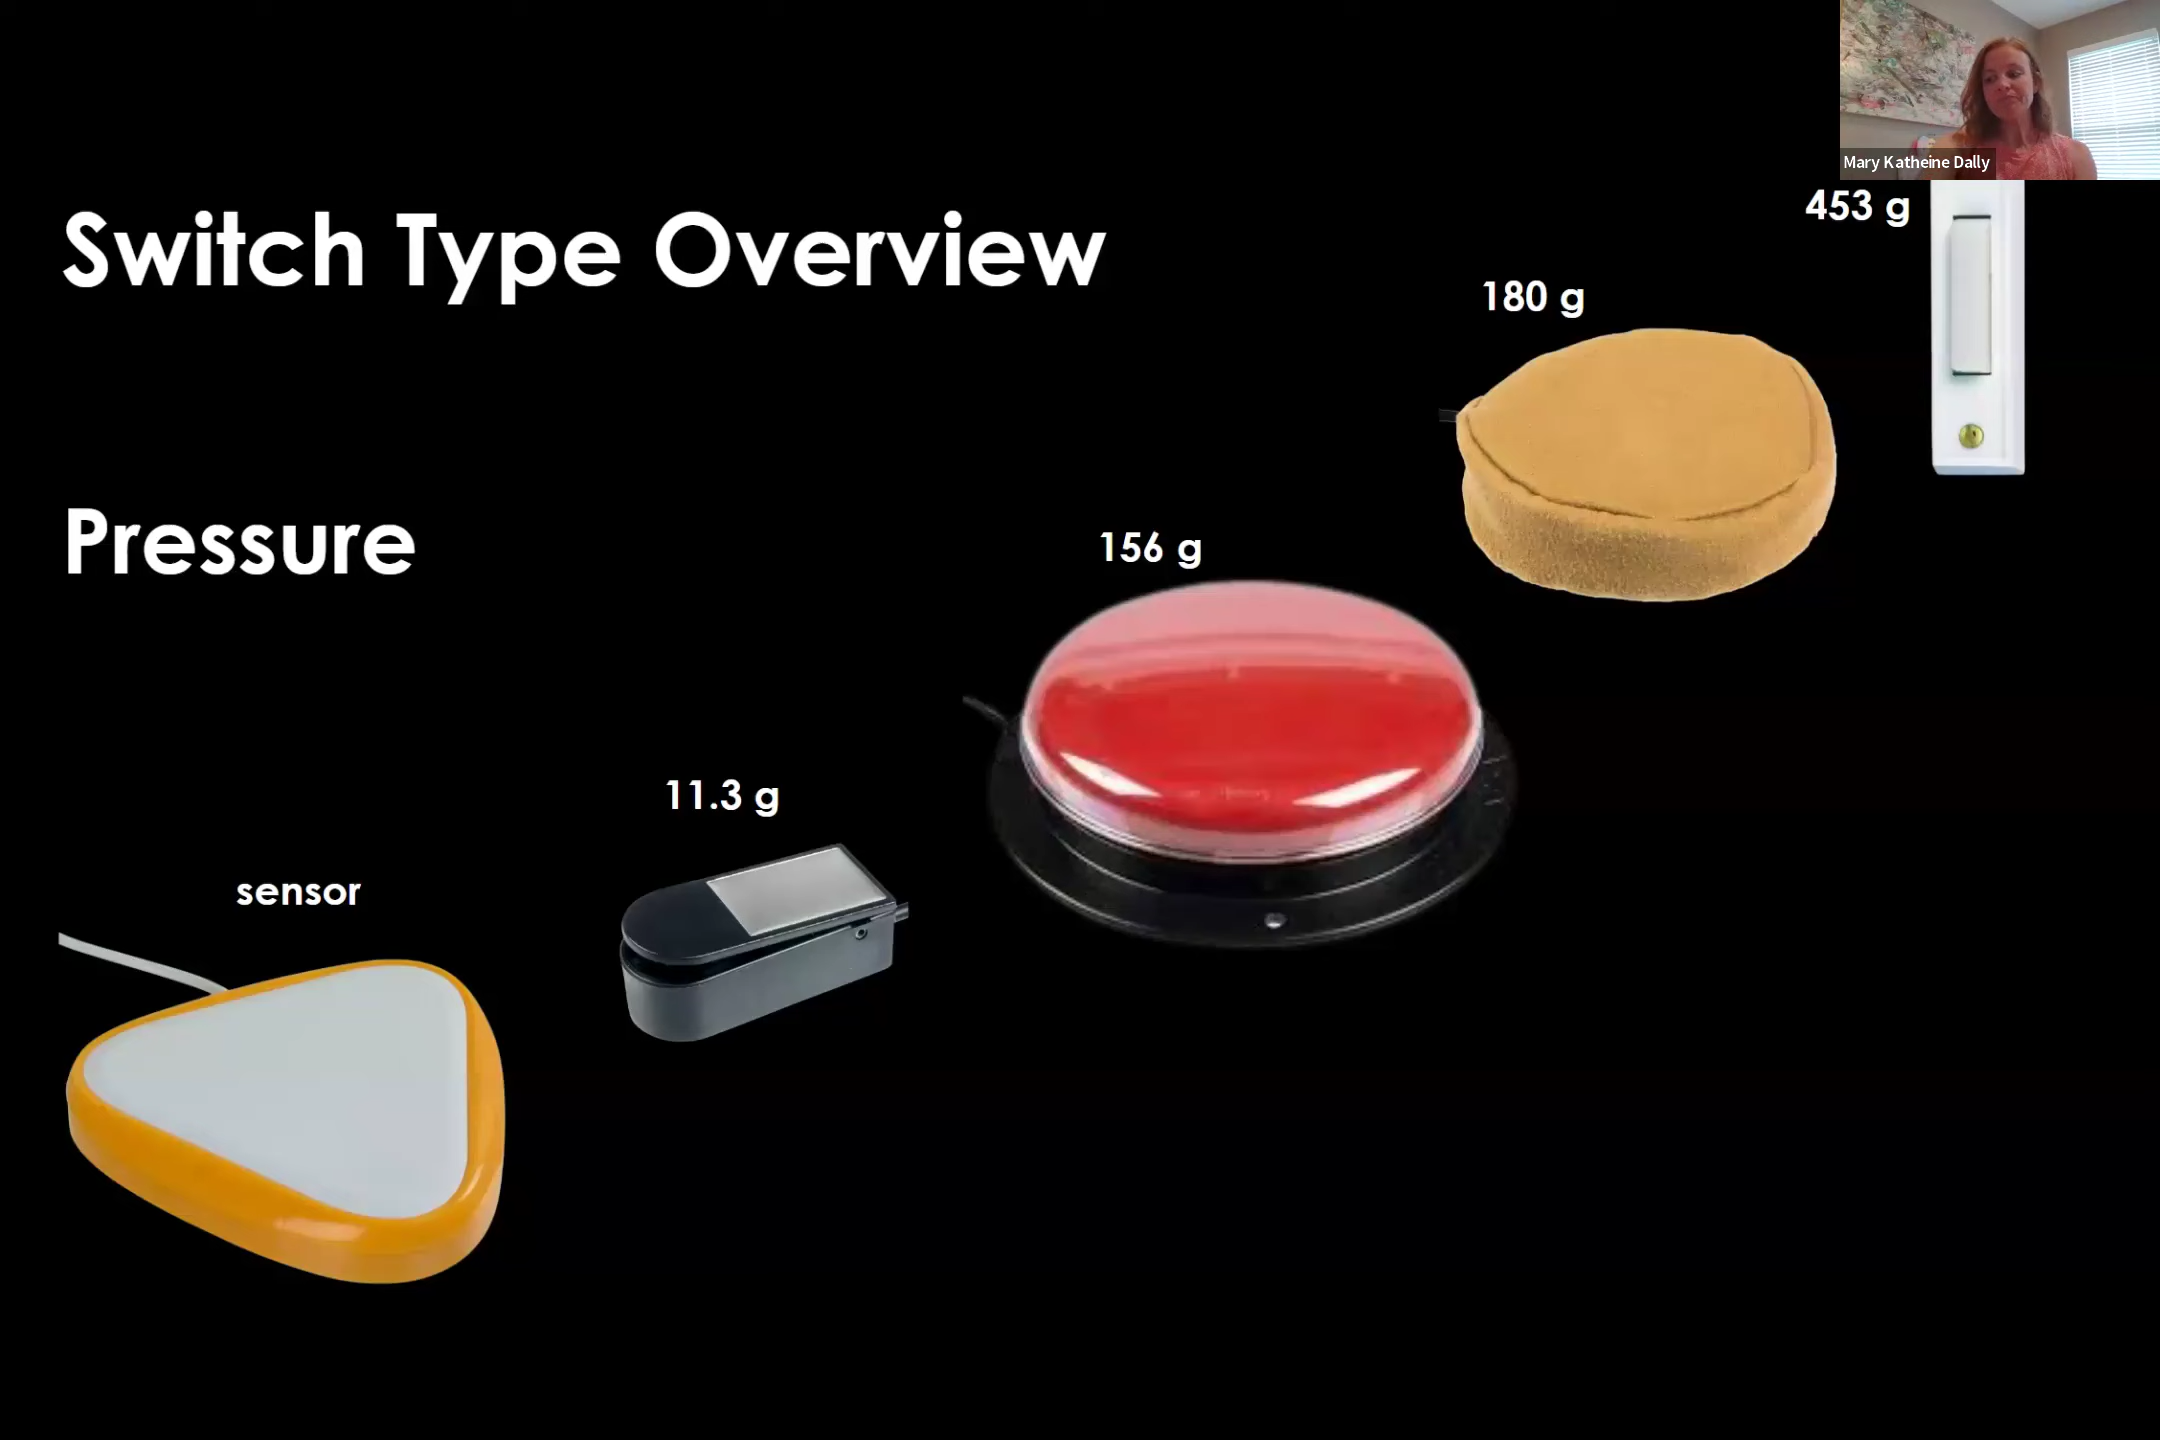 Mary Katheine Dally
453 g
Switch Type Overview
180 g
Pressure
156 g
11.3 g
sensor